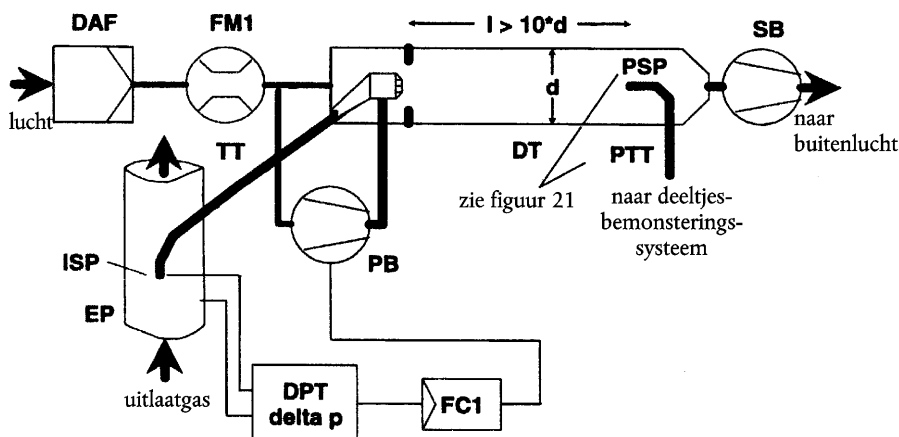 DAF
FM1
l > 10*d
SB
lucht
d
PSP
naar
buitenlucht
TT
DT
PTT
zie figuur 21
naar deeltjes-
bemonsterings-
systeem
ISP
PB
EP
uitlaatgas
DPT
delta p
FC1